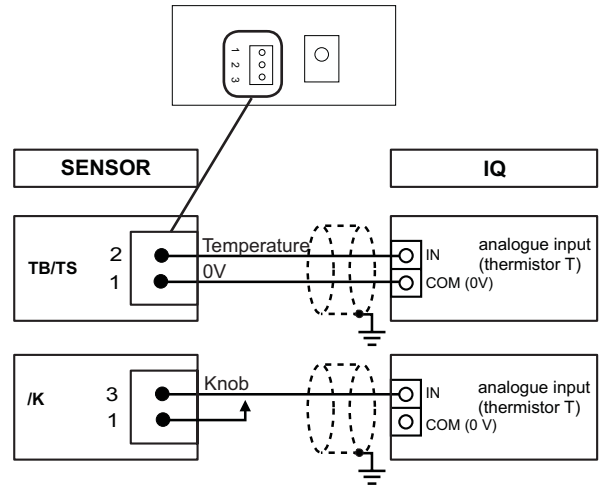 1
2
3
SENSOR
IQ
TB/TS
2
Temperature
IN
analogue input
(thermistor T)
1
0V
COM (0V)
/K
3
Knob
IN
analogue input
(thermistor T)
1
COM (0 V)